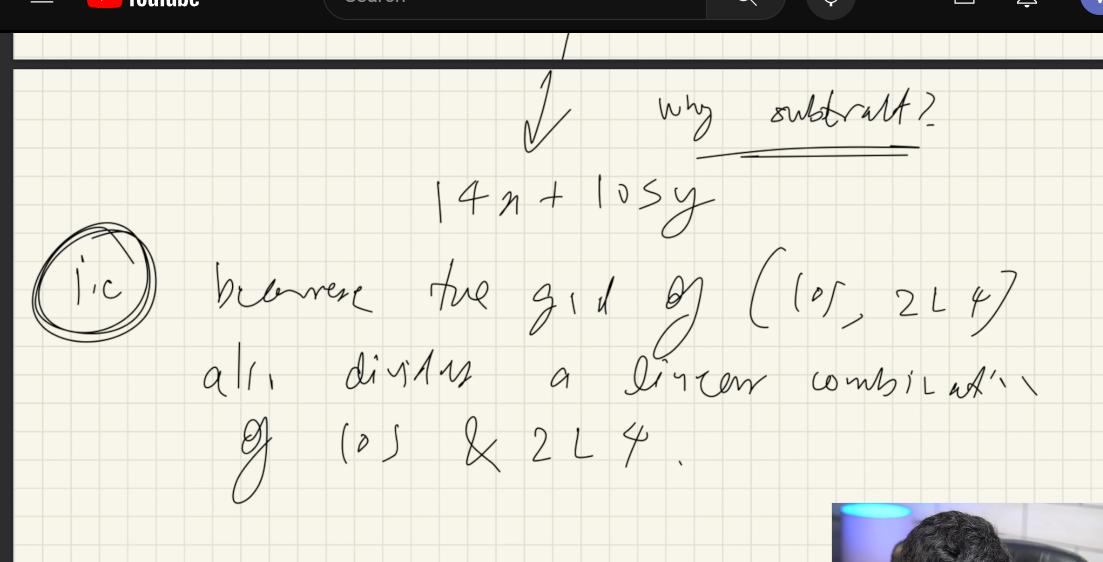 YouTube
Search
why subtract?
14x + 105y
i.e because the gcd of (105, 224)
also divides a linear combination
of 105 & 224.